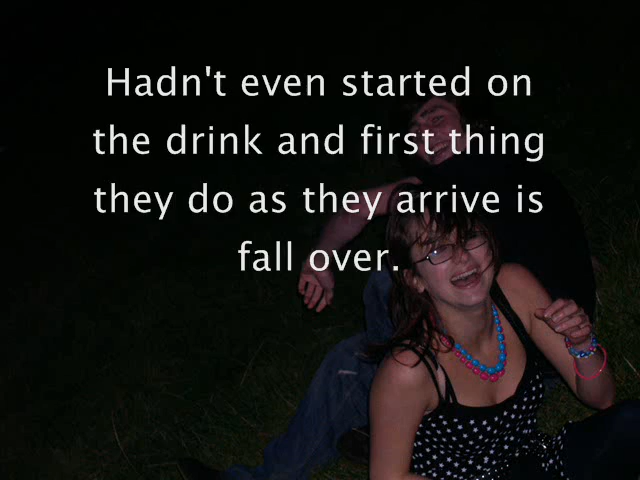 Hadn't even started on
the drink and first thing
they do as they arrive is
fall over.